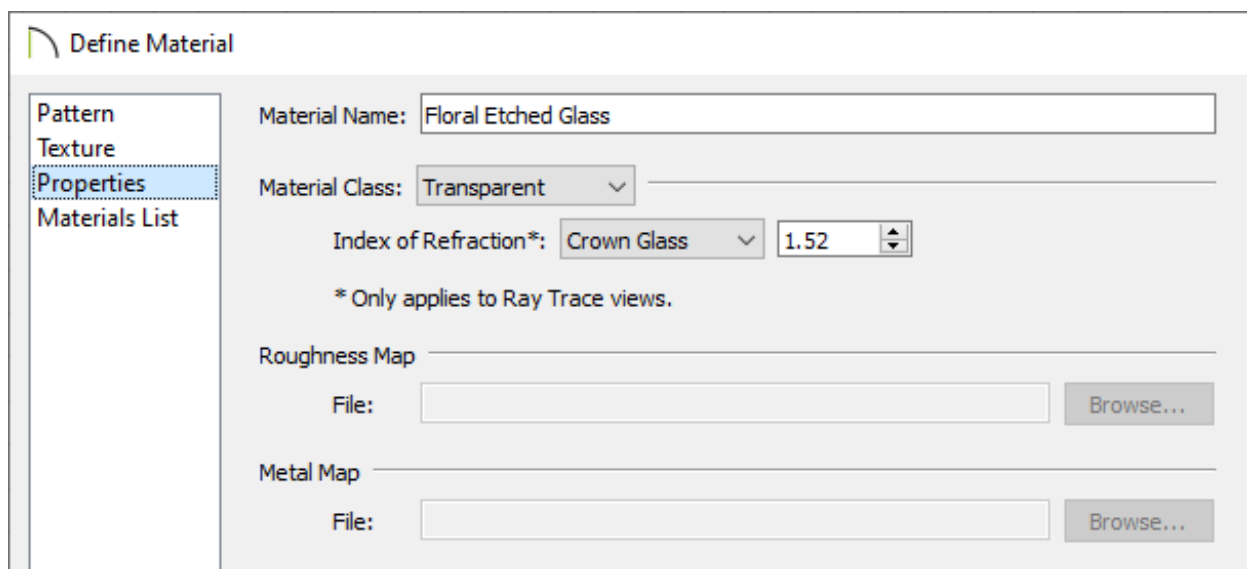 Define Material
Pattern
Texture
Properties
Materials List
Material Name: Floral Etched Glass
Material Class: Transparent
Index of Refraction*: Crown Glass 1.52
* Only applies to Ray Trace views.
Roughness Map
File: Browse...
Metal Map
File: Browse...